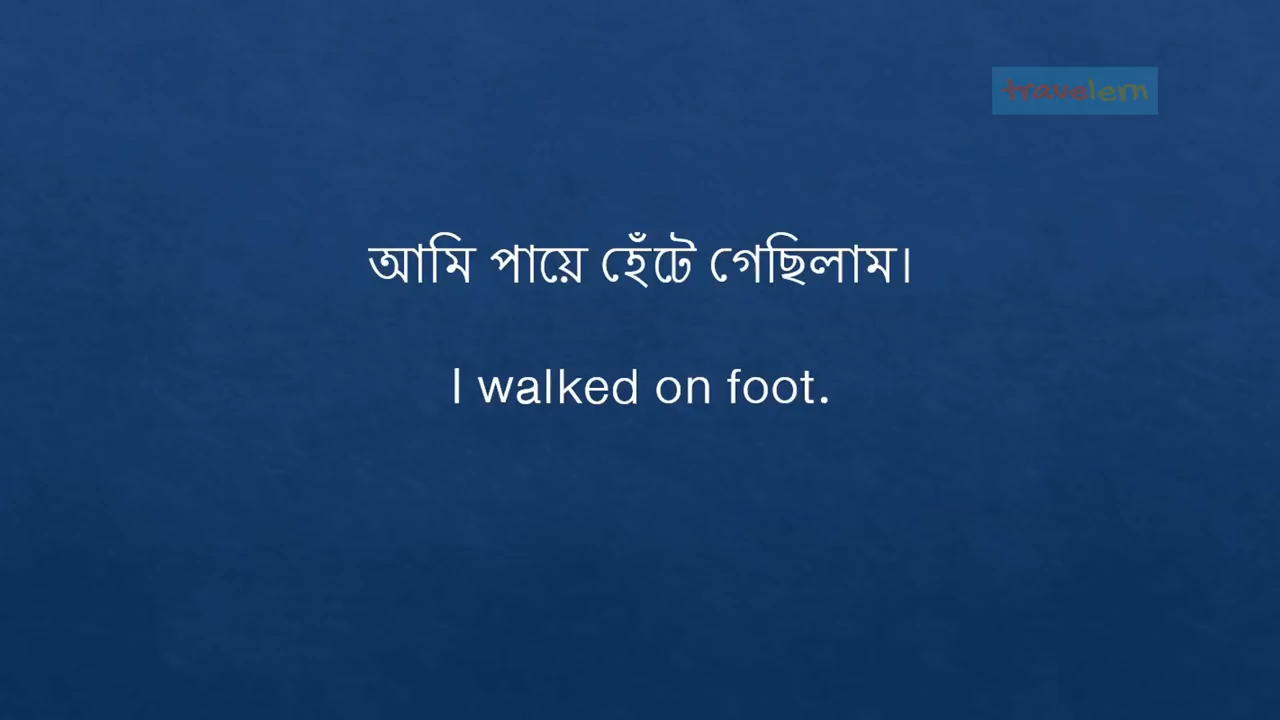 travelem
আমি পায়ে হেঁটে গেছিলাম।
I walked on foot.